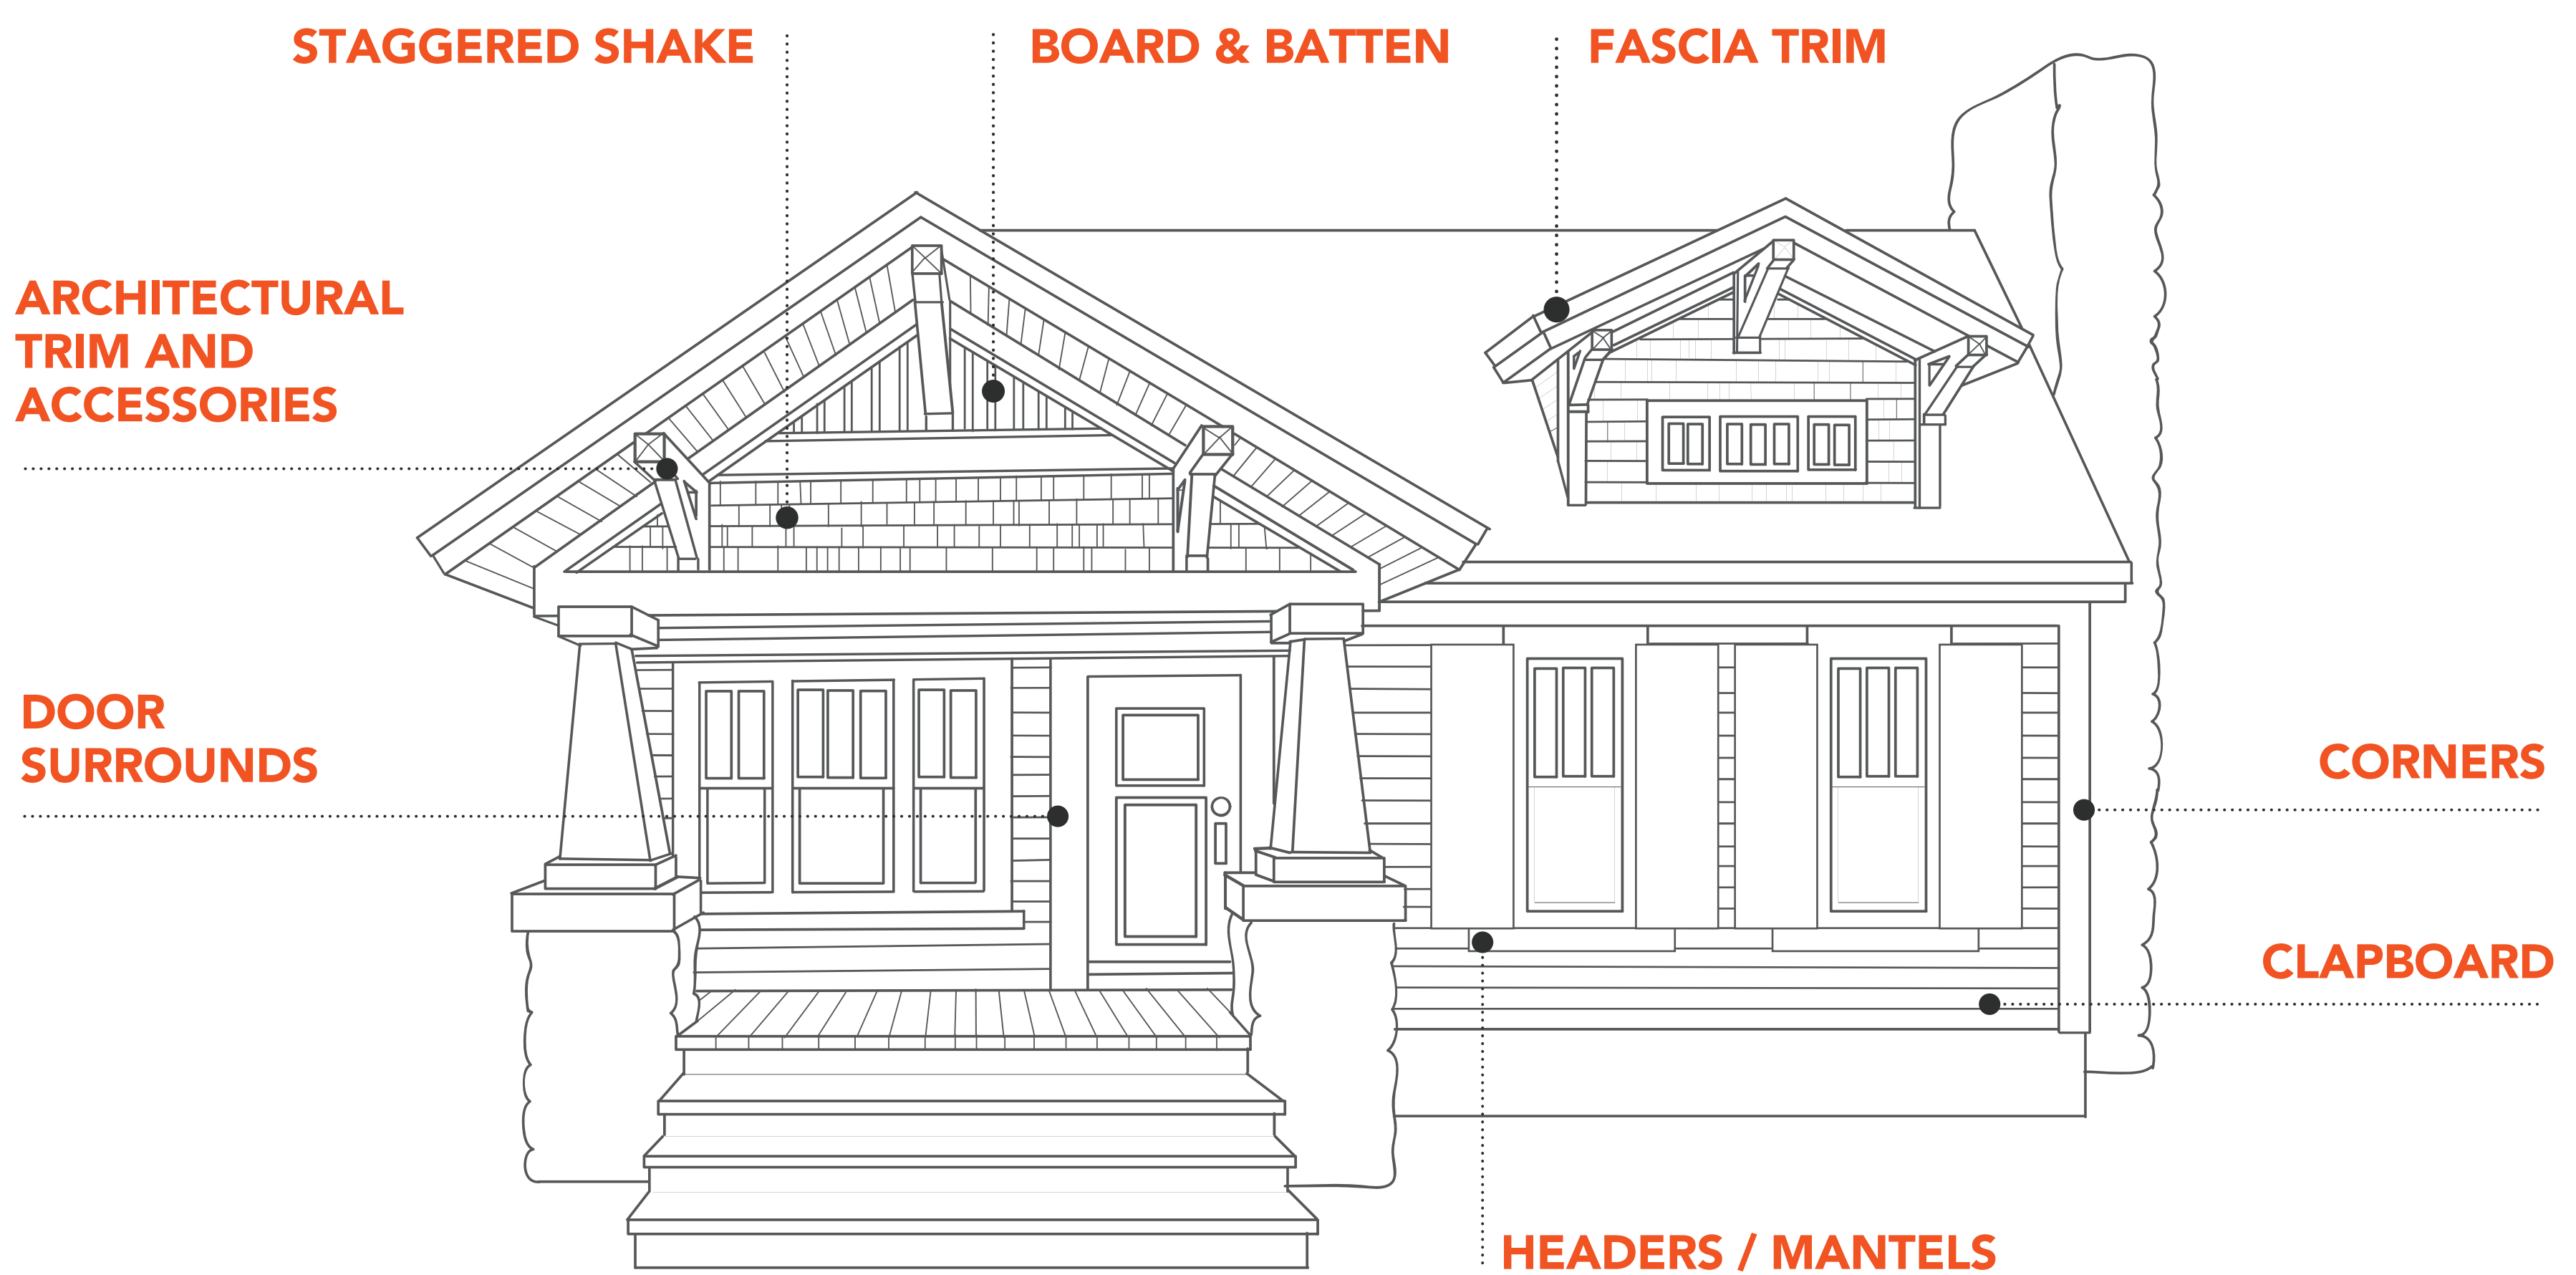 STAGGERED SHAKE
BOARD & BATTEN
FASCIA TRIM
ARCHITECTURAL
TRIM AND
ACCESSORIES
DOOR
SURROUNDS
CORNERS
CLAPBOARD
HEADERS / MANTELS